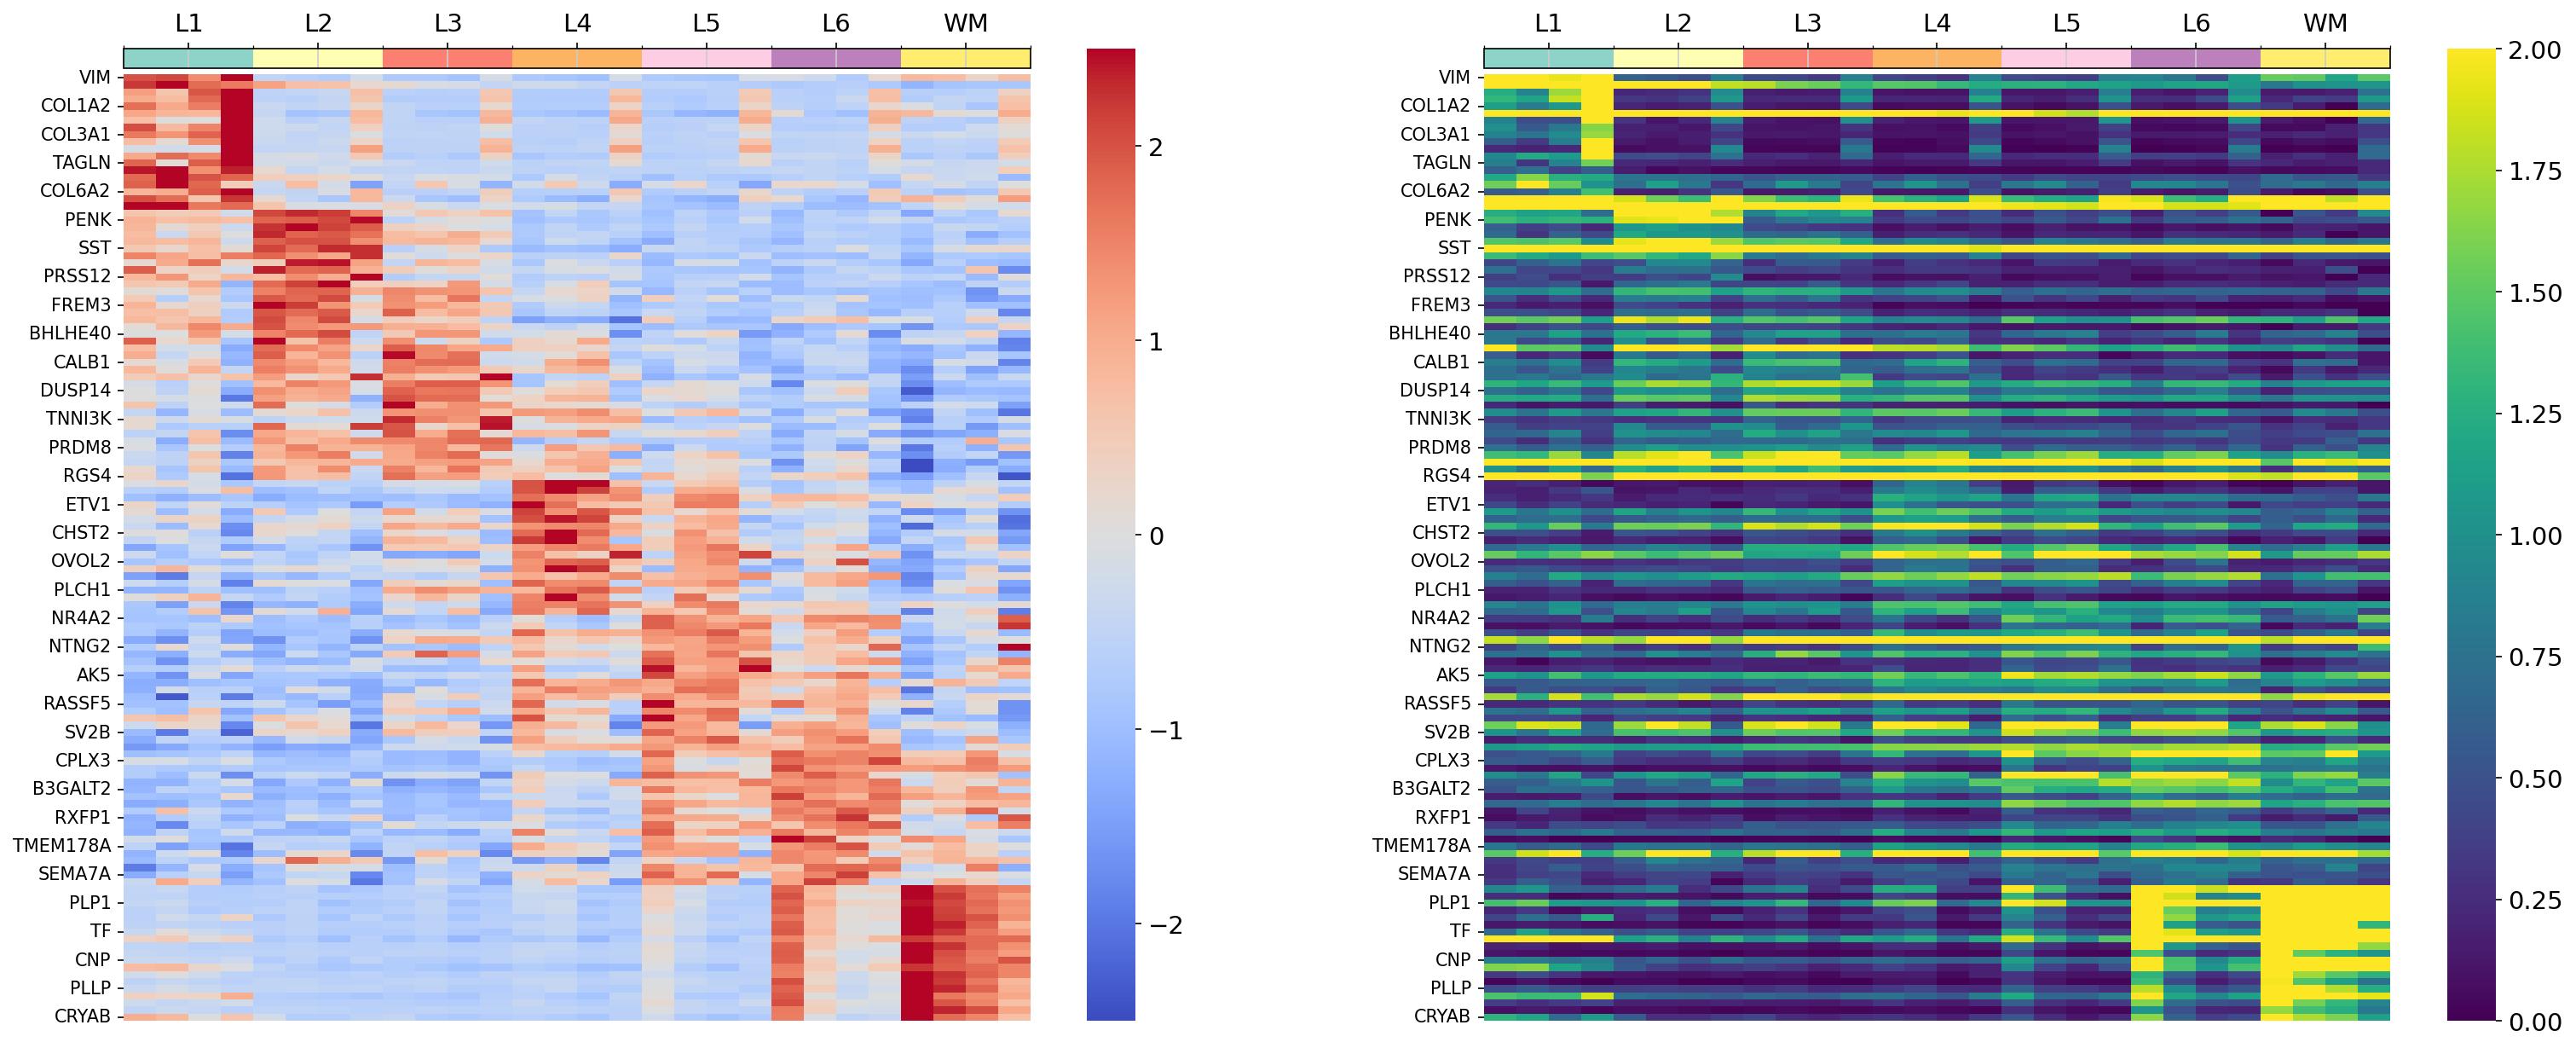 L1 L2 L3 L4 L5 L6 WM
VIM
COL1A2
COL3A1
TAGLN
COL6A2
PENK
SST
PRSS12
FREM3
BHLHE40
CALB1
DUSP14
TNNI3K
PRDM8
RGS4
ETV1
CHST2
OVOL2
PLCH1
NR4A2
NTNG2
AK5
RASSF5
SV2B
CPLX3
B3GALT2
RXFP1
TMEM178A
SEMA7A
PLP1
TF
CNP
PLLP
CRYAB
2
1
0
−1
−2
L1 L2 L3 L4 L5 L6 WM
VIM
COL1A2
COL3A1
TAGLN
COL6A2
PENK
SST
PRSS12
FREM3
BHLHE40
CALB1
DUSP14
TNNI3K
PRDM8
RGS4
ETV1
CHST2
OVOL2
PLCH1
NR4A2
NTNG2
AK5
RASSF5
SV2B
CPLX3
B3GALT2
RXFP1
TMEM178A
SEMA7A
PLP1
TF
CNP
PLLP
CRYAB
2.00
1.75
1.50
1.25
1.00
0.75
0.50
0.25
0.00